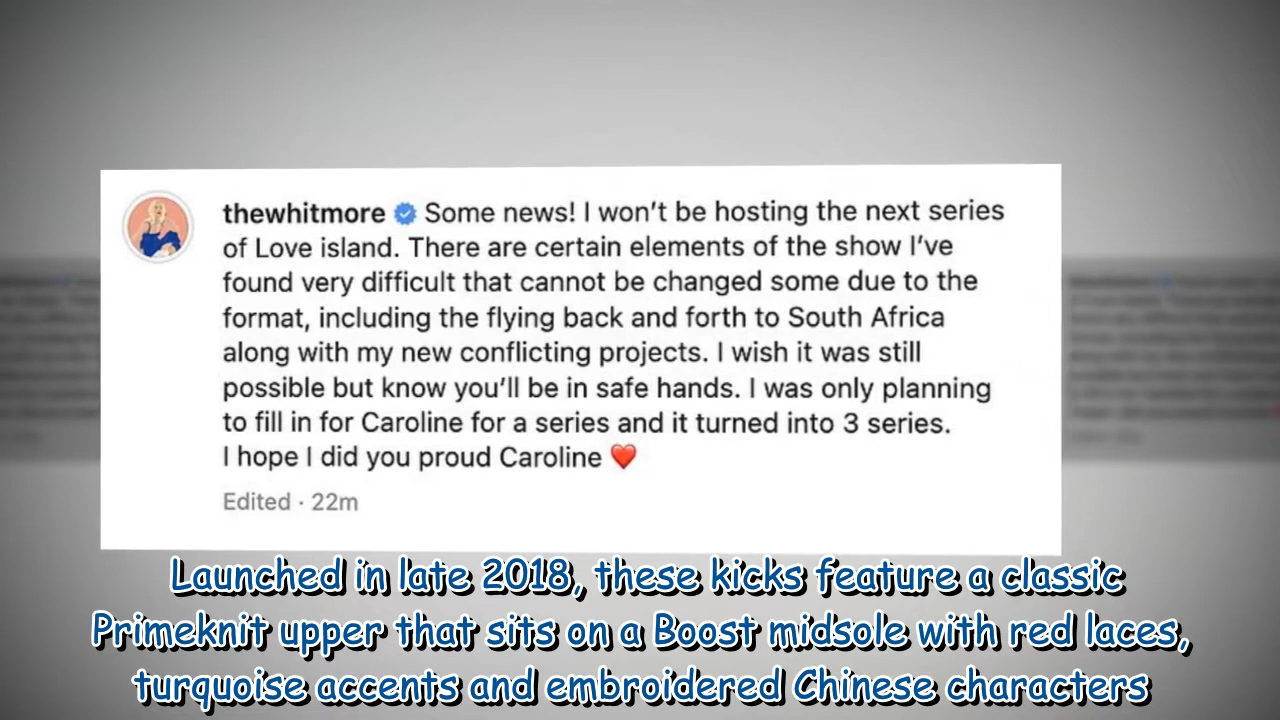 thewhitmore Some news! I won't be hosting the next series
of Love island. There are certain elements of the show I've
found very difficult that cannot be changed some due to the
format, including the flying back and forth to South Africa
along with my new conflicting projects. I wish it was still
possible but know you'll be in safe hands. I was only planning
to fill in for Caroline for a series and it turned into 3 series.
I hope I did you proud Caroline ❤️
Edited · 22m
Launched in late 2018, these kicks feature a classic
Primeknit upper that sits on a Boost midsole with red laces,
turquoise accents and embroidered Chinese characters